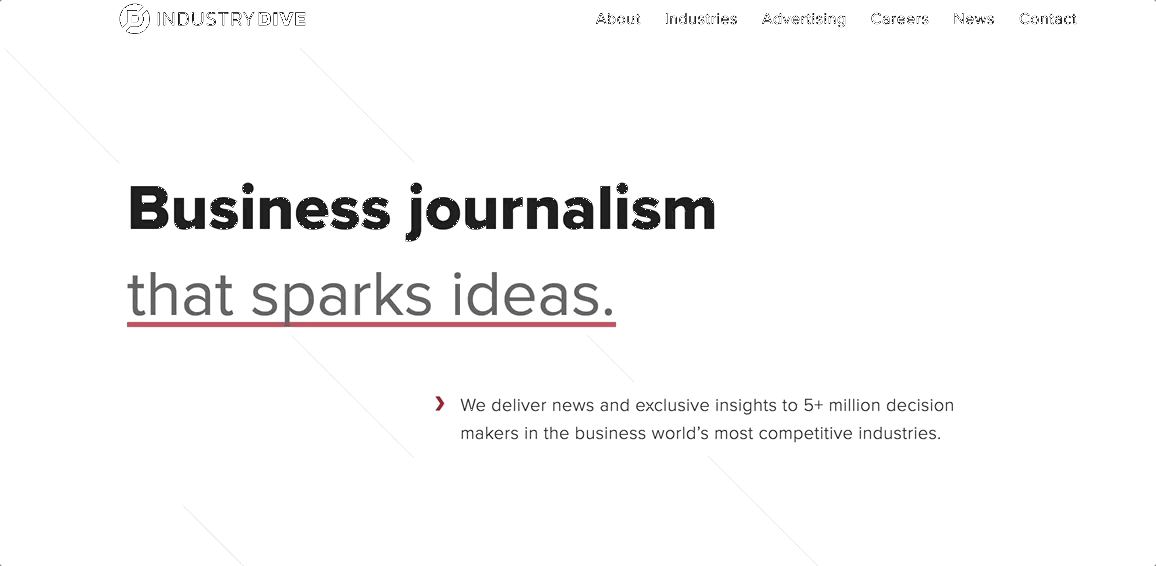 INDUSTRY DIVE
About Industries Advertising Careers News Contact
Business journalism
that sparks ideas.
We deliver news and exclusive insights to 5+ million decision
makers in the business world’s most competitive industries.